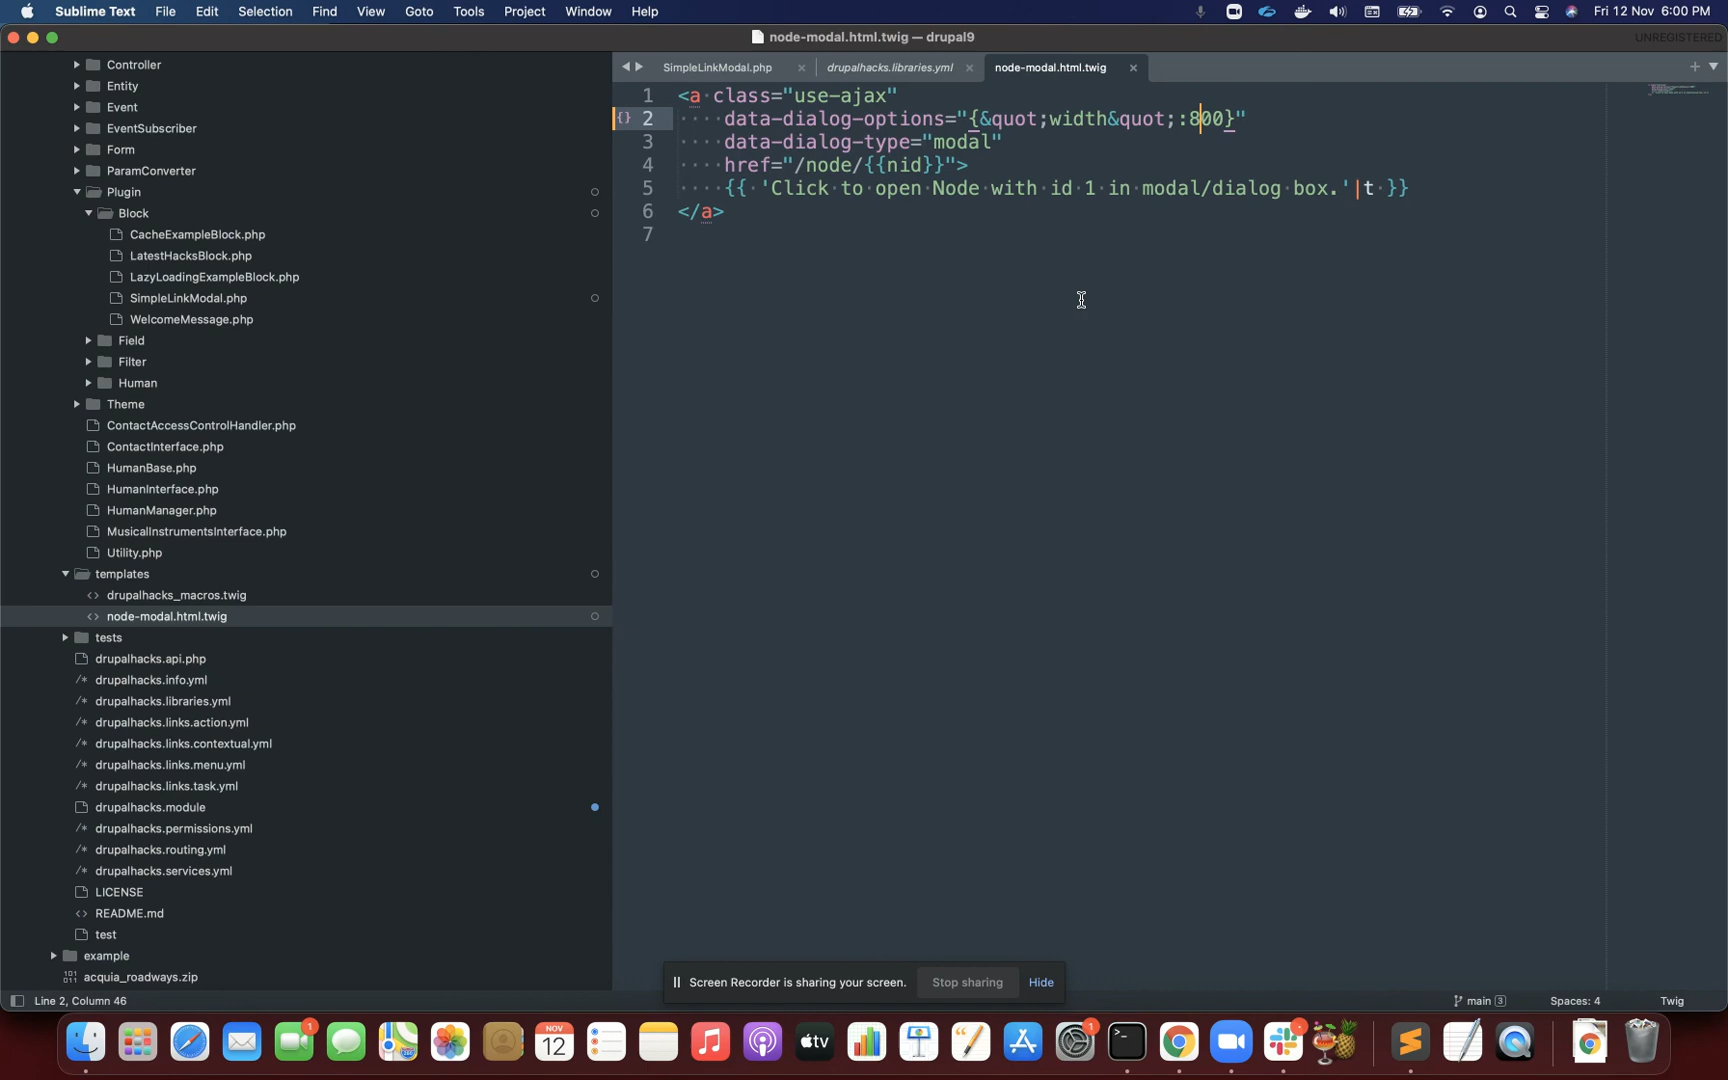 Sublime Text File Edit Selection Find View Goto Tools Project Window Help Fri 12 Nov 6:00 PM
node-modal.html.twig — drupal9 UNREGISTERED
SimpleLinkModal.php drupalhacks.libraries.yml node-modal.html.twig
Controller
Entity
Event
EventSubscriber
Form
ParamConverter
Plugin
Block
CacheExampleBlock.php
LatestHacksBlock.php
LazyLoadingExampleBlock.php
SimpleLinkModal.php
WelcomeMessage.php
Field
Filter
Human
Theme
ContactAccessControlHandler.php
ContactInterface.php
HumanBase.php
HumanInterface.php
HumanManager.php
MusicalInstrumentsInterface.php
Utility.php
templates
<> drupalhacks_macros.twig
<> node-modal.html.twig
tests
drupalhacks.api.php
/* drupalhacks.info.yml
/* drupalhacks.libraries.yml
/* drupalhacks.links.action.yml
/* drupalhacks.links.contextual.yml
/* drupalhacks.links.menu.yml
/* drupalhacks.links.task.yml
drupalhacks.module
/* drupalhacks.permissions.yml
/* drupalhacks.routing.yml
/* drupalhacks.services.yml
LICENSE
<> README.md
test
example
acquia_roadways.zip
1 <a class="use-ajax"
{} 2 data-dialog-options="{&quot;width&quot;:800}"
3 data-dialog-type="modal"
4 href="/node/{{nid}}">
5 {{ 'Click to open Node with id 1 in modal/dialog box.'|t }}
6 </a>
7
Screen Recorder is sharing your screen. Stop sharing Hide
Line 2, Column 46 main 3 Spaces: 4 Twig
1 NOV 12 tv 1